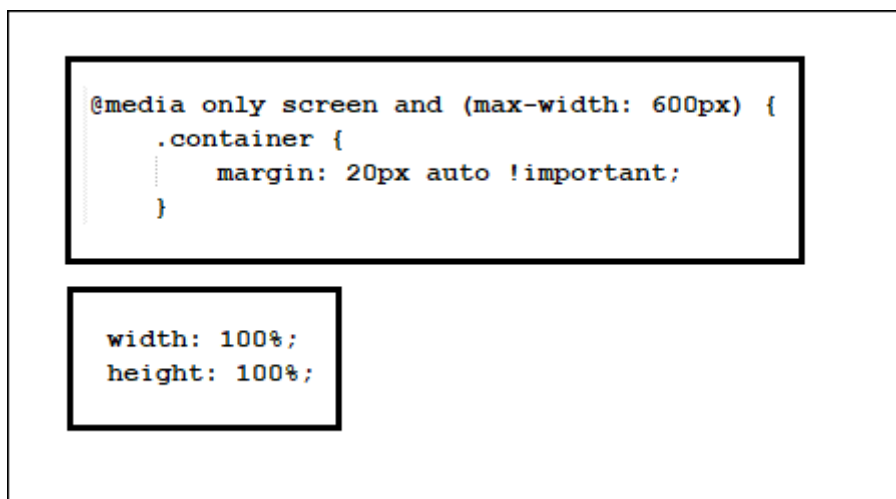 @media only screen and (max-width: 600px) {
.container {
margin: 20px auto !important;
}
width: 100%;
height: 100%;